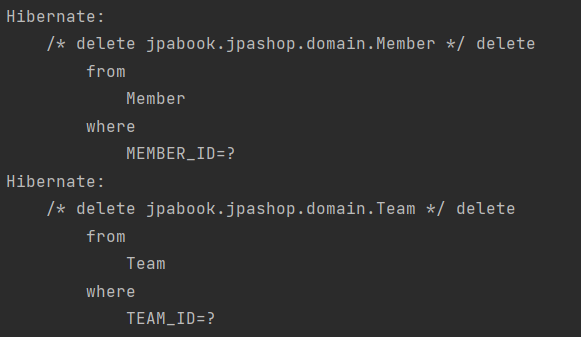 Hibernate:
    /* delete jpabook.jpashop.domain.Member */ delete
        from
            Member
        where
            MEMBER_ID=?
Hibernate:
    /* delete jpabook.jpashop.domain.Team */ delete
        from
            Team
        where
            TEAM_ID=?